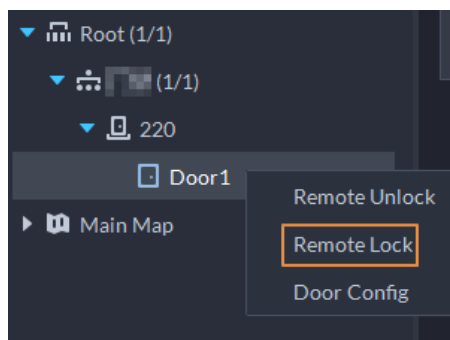 Root (1/1)
(1/1)
220
Door1
Remote Unlock
Main Map
Remote Lock
Door Config